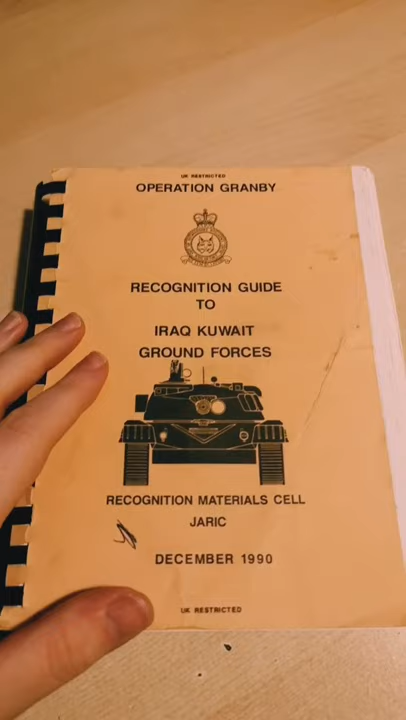 UK RESTRICTED
OPERATION GRANBY
RECOGNITION GUIDE
TO
IRAQ KUWAIT
GROUND FORCES
RECOGNITION MATERIALS CELL
JARIC
DECEMBER 1990
UK RESTRICTED